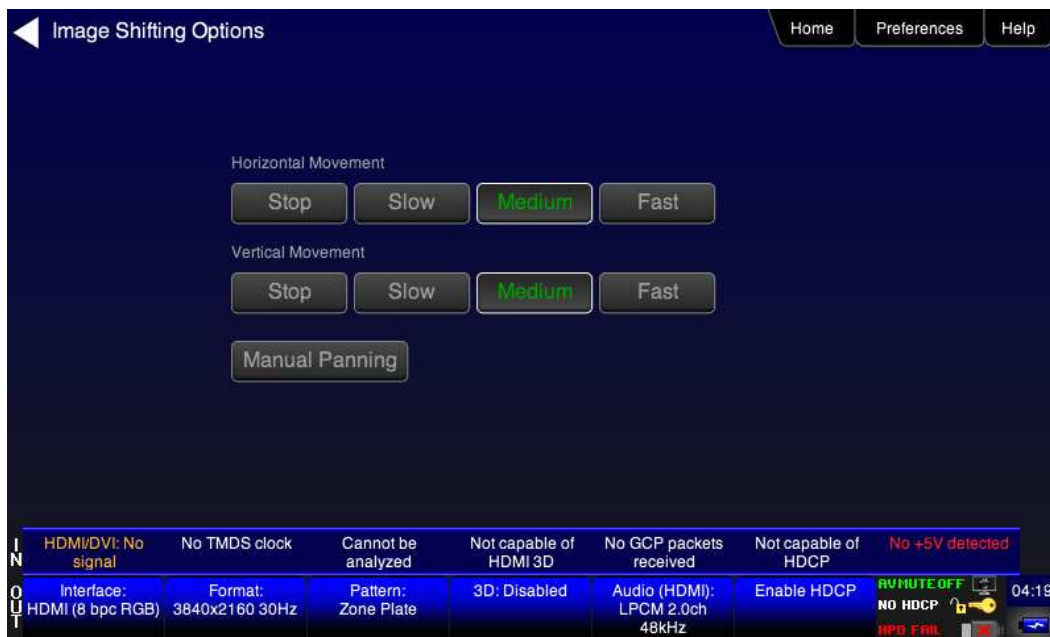 Image Shifting Options
Home
Preferences
Help
Horizontal Movement
Stop
Slow
Medium
Fast
Vertical Movement
Stop
Slow
Medium
Fast
Manual Panning
IN
HDMI/DVI: No
signal
No TMDS clock
Cannot be
analyzed
Not capable of
HDMI 3D
No GCP packets
received
Not capable of
HDCP
No +5V detected
OUT
Interface:
HDMI (8 bpc RGB)
Format:
3840x2160 30Hz
Pattern:
Zone Plate
3D: Disabled
Audio (HDMI):
LPCM 2.0ch
48kHz
Enable HDCP
AVMUTE OFF
NO HDCP
HPD FAIL
04:19